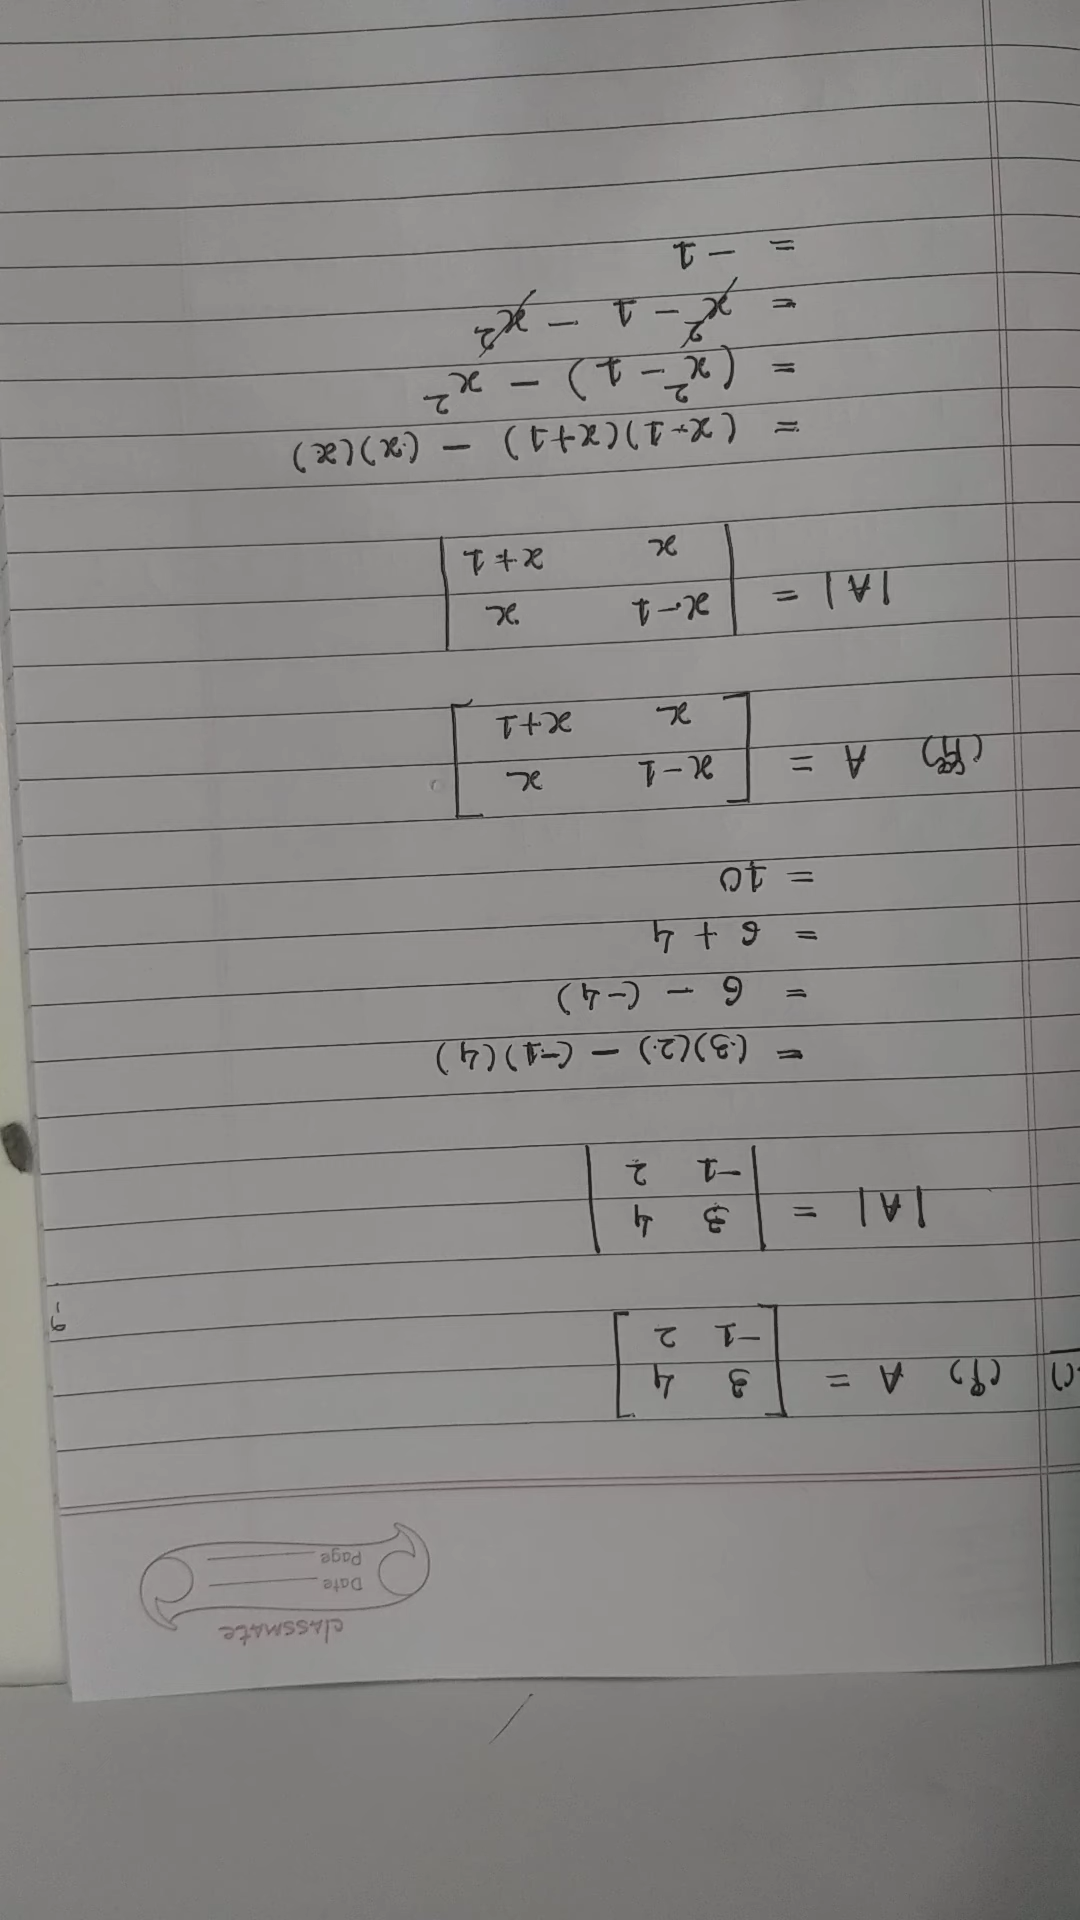 classmate
Date
Page
(i) A = [ 3 4
-1 2 ]
|A| = | 3 4
-1 2 |
= (3)(2) – (-1)(4)
= 6 – (-4)
= 6 + 4
= 10
(ii) A = [ x-1 x
x x+1 ]
|A| = | x-1 x
x x+1 |
= (x-1)(x+1) – (x)(x)
= (x² - 1) – x²
= x² - 1 - x²
= -1